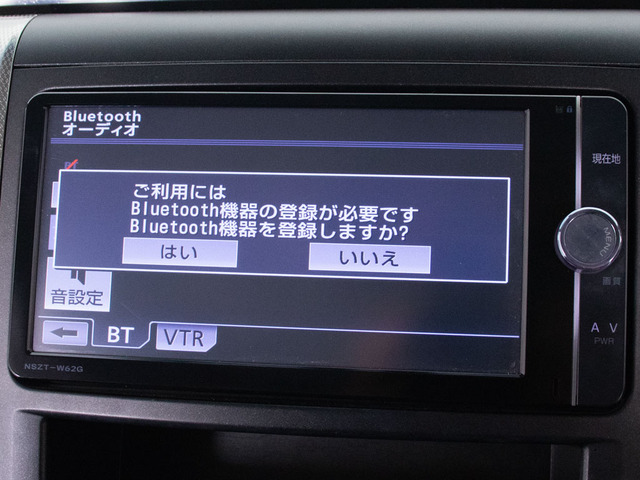 Bluetooth
オーディオ
BT
ご利用には
Bluetooth機器の登録が必要です
Bluetooth機器を登録しますか?
はい
いいえ
音設定
BT
VTR
NSZT-W62G
現在地
MENU
画質
A V
PWR